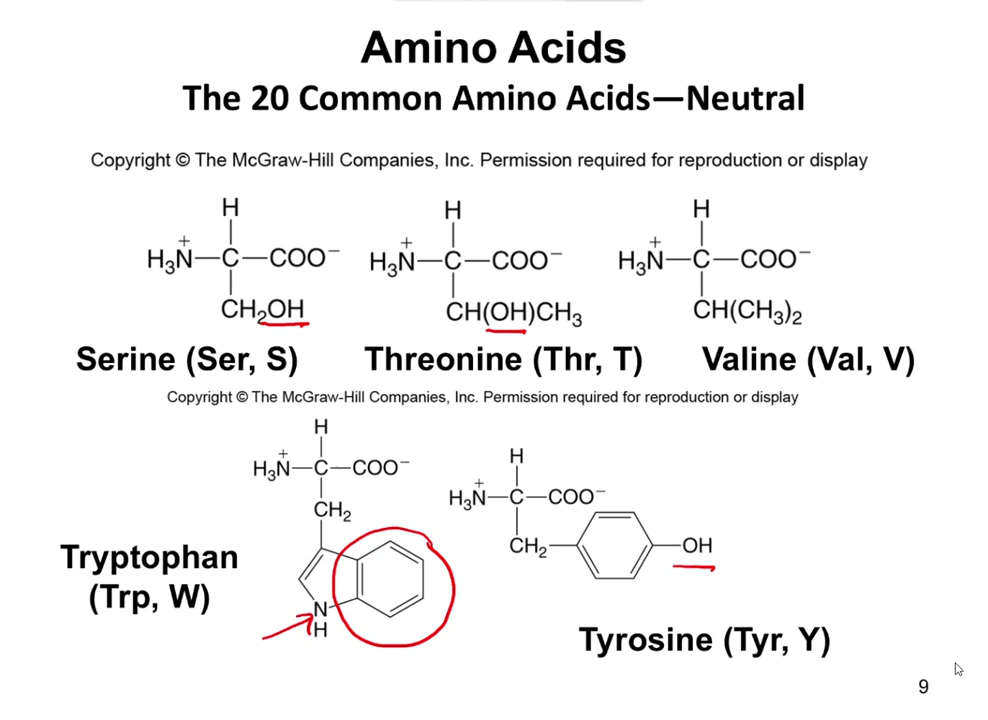 Amino Acids
The 20 Common Amino Acids—Neutral
Copyright © The McGraw-Hill Companies, Inc. Permission required for reproduction or display
H H H
H₃N⁺—C—COO⁻ H₃N⁺—C—COO⁻ H₃N⁺—C—COO⁻
CH₂OH CH(OH)CH₃ CH(CH₃)₂
Serine (Ser, S) Threonine (Thr, T) Valine (Val, V)
Copyright © The McGraw-Hill Companies, Inc. Permission required for reproduction or display
H
H₃N⁺—C—COO⁻
CH₂
N
H
Tryptophan
(Trp, W)
H
H₃N⁺—C—COO⁻
CH₂ OH
Tyrosine (Tyr, Y)
9